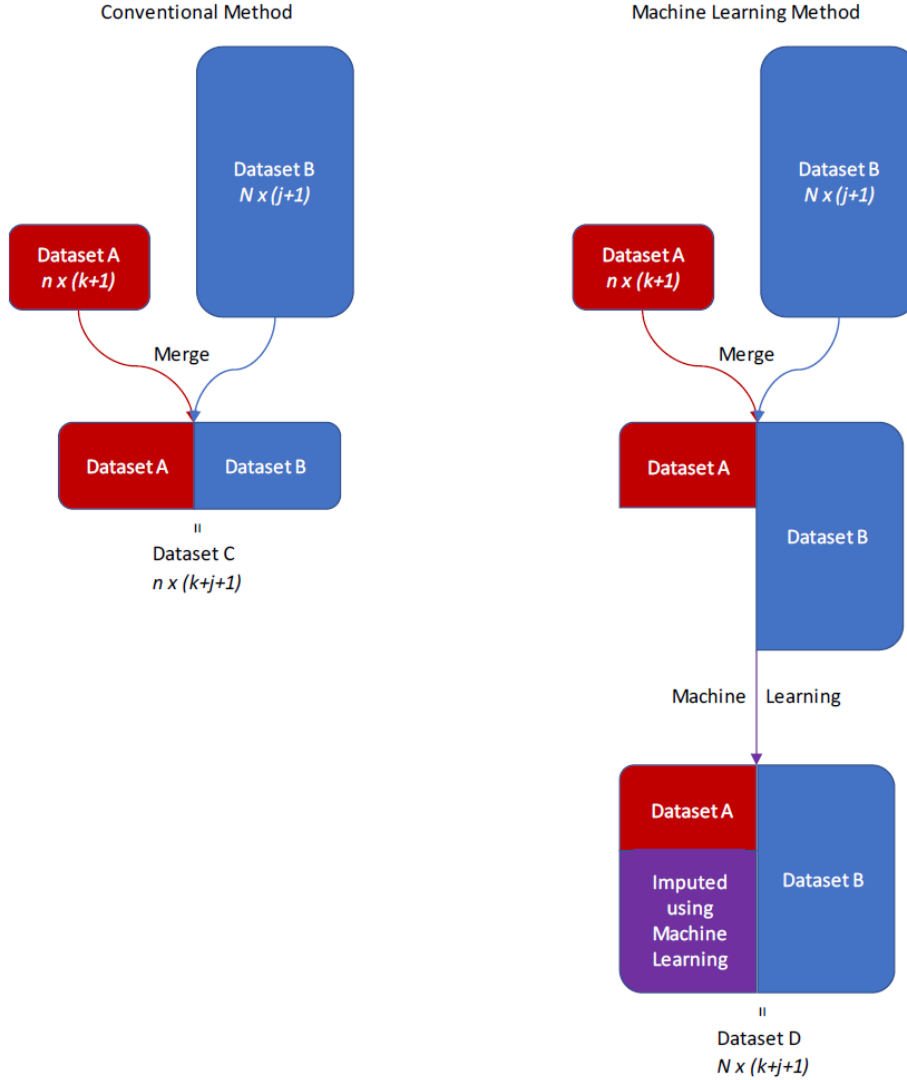 Conventional Method
Dataset B
N x (j+1)
Dataset A
n x (k+1)
Merge
Dataset A
Dataset B
=
Dataset C
n x (k+j+1)
Machine Learning Method
Dataset B
N x (j+1)
Dataset A
n x (k+1)
Merge
Dataset A
Dataset B
Machine Learning
Dataset A
Imputed
using
Machine
Learning
Dataset B
=
Dataset D
N x (k+j+1)